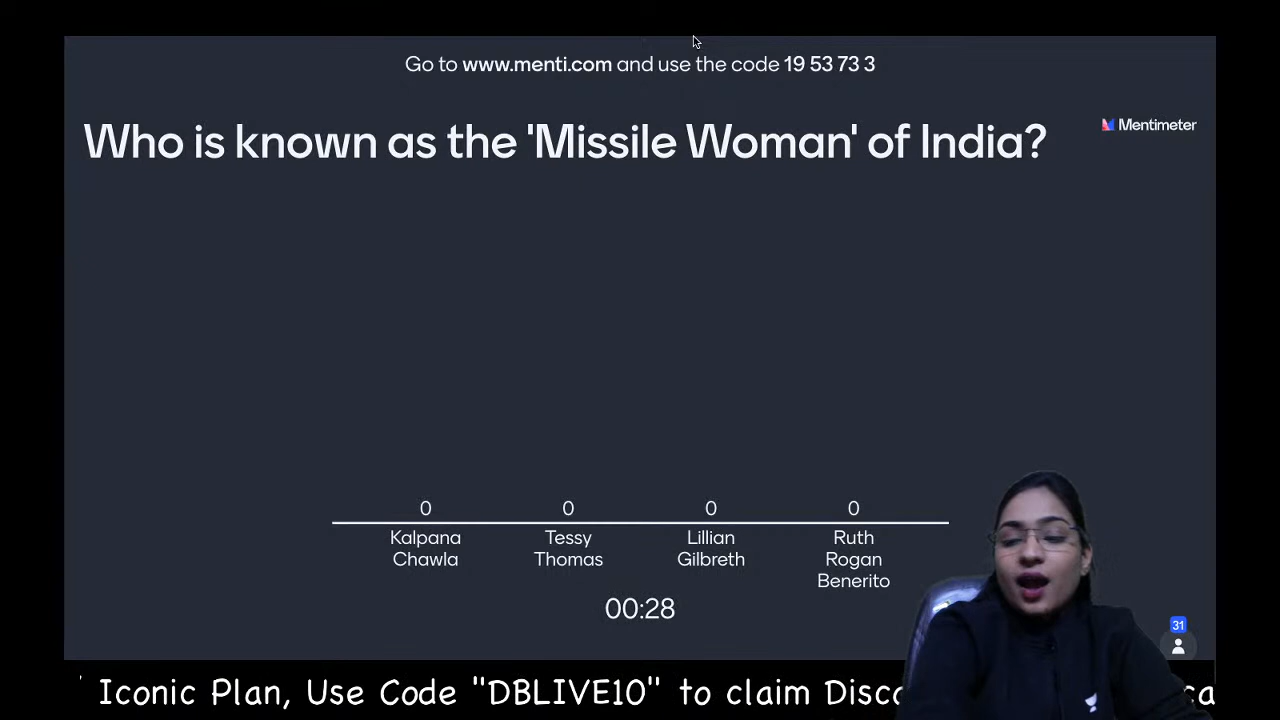 Go to www.menti.com and use the code 19 53 73 3
Who is known as the 'Missile Woman' of India?
Mentimeter
0 0 0 0
Kalpana Chawla
Tessy Thomas
Lillian Gilbreth
Ruth Rogan Benerito
00:28
31
Iconic Plan, Use Code "DBLIVE10" to claim